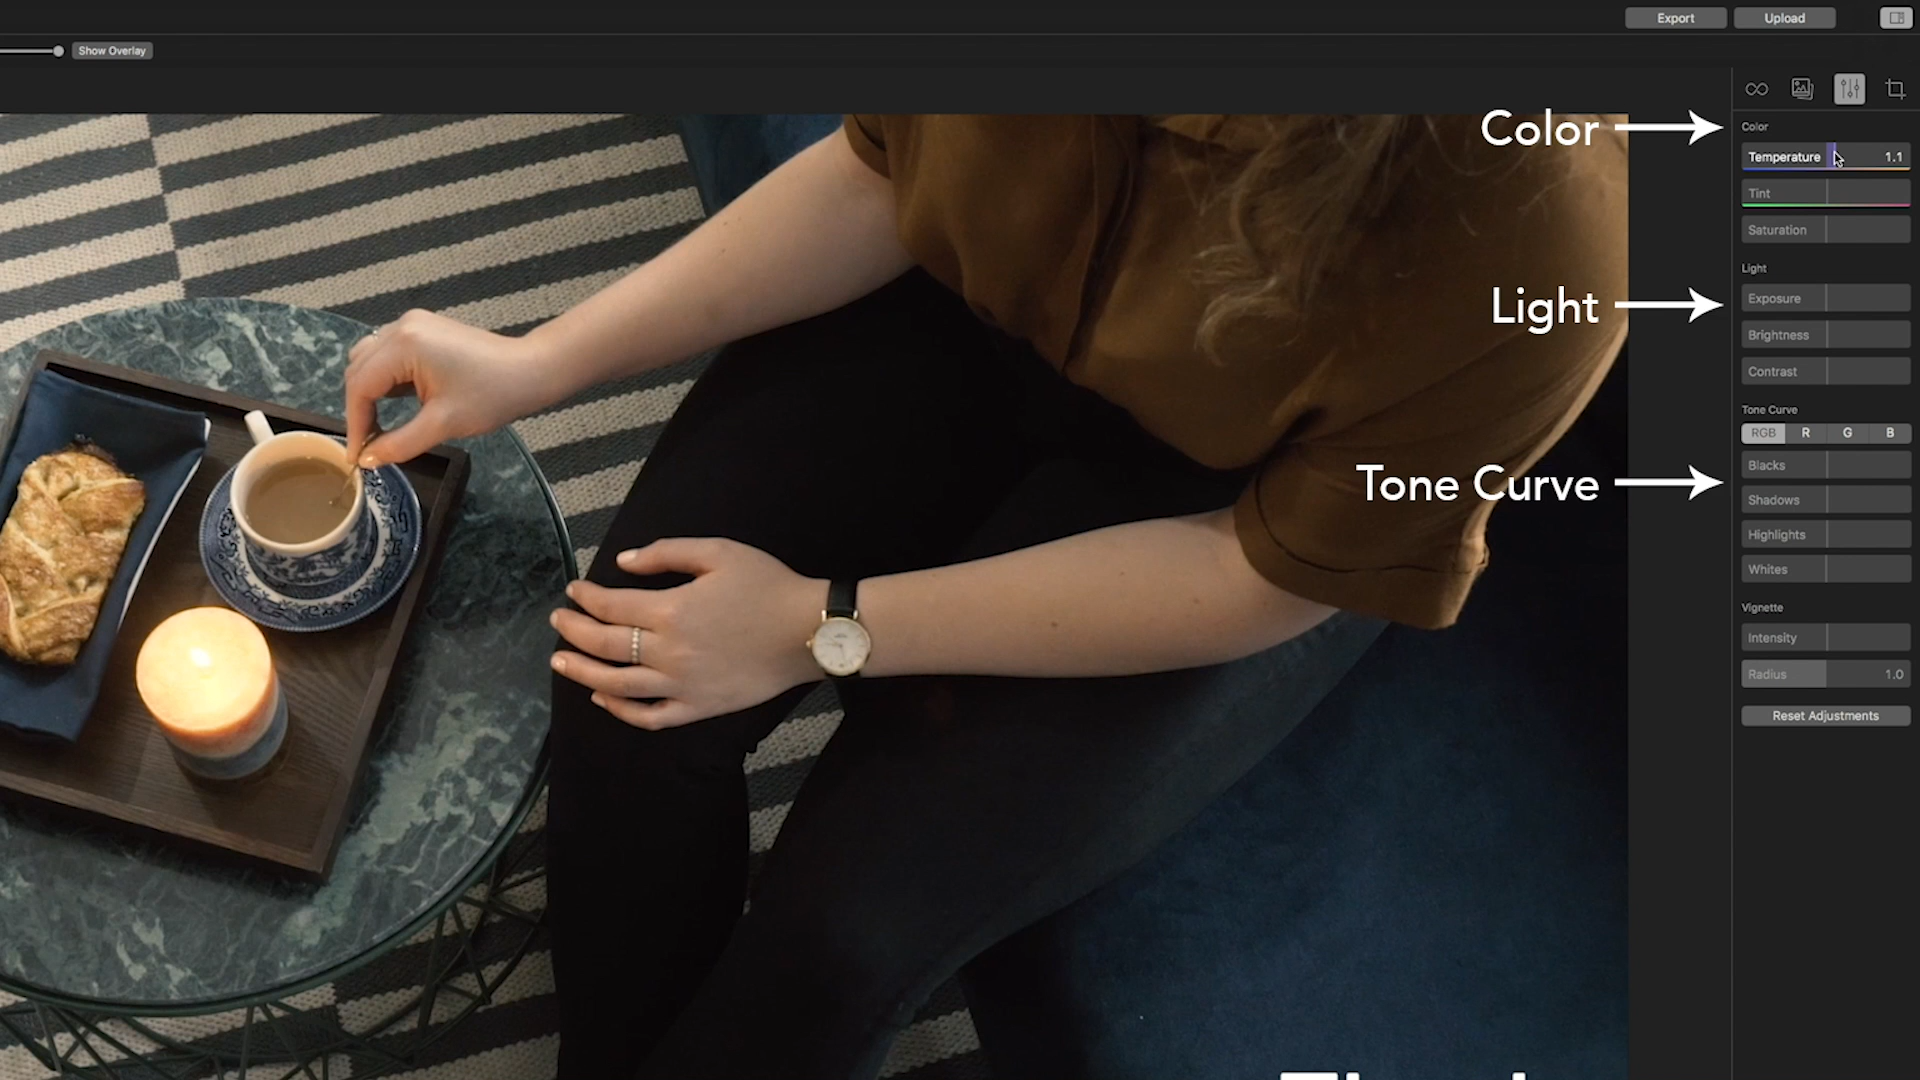 Export
Upload
Show Overlay
Color
Color
Temperature 1.1
Tint
Saturation
Light
Light
Exposure
Brightness
Contrast
Tone Curve
RGB R G B
Tone Curve
Blacks
Shadows
Highlights
Whites
Vignette
Intensity
Radius 1.0
Reset Adjustments